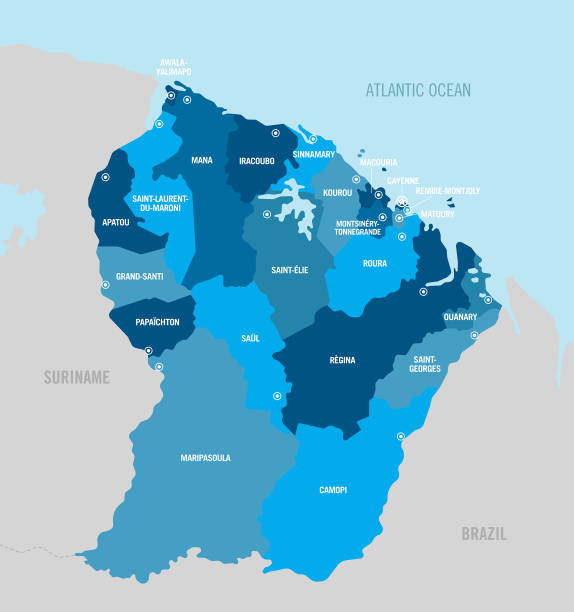 AWALA-
YALIMAPO
ATLANTIC OCEAN
MANA
IRACOUBO
SINNAMARY
MACOURIA
CAYENNE
REMIRE-MONTJOLY
MATOURY
KOUROU
SAINT-LAURENT-
DU-MARONI
APATOU
MONTSINÉRY-
TONNEGRANDE
ROURA
SAINT-ÉLIE
GRAND-SANTI
PAPAÏCHTON
SAÜL
OUANARY
RÉGINA
SAINT-
GEORGES
SURINAME
MARIPASOULA
CAMOPI
BRAZIL